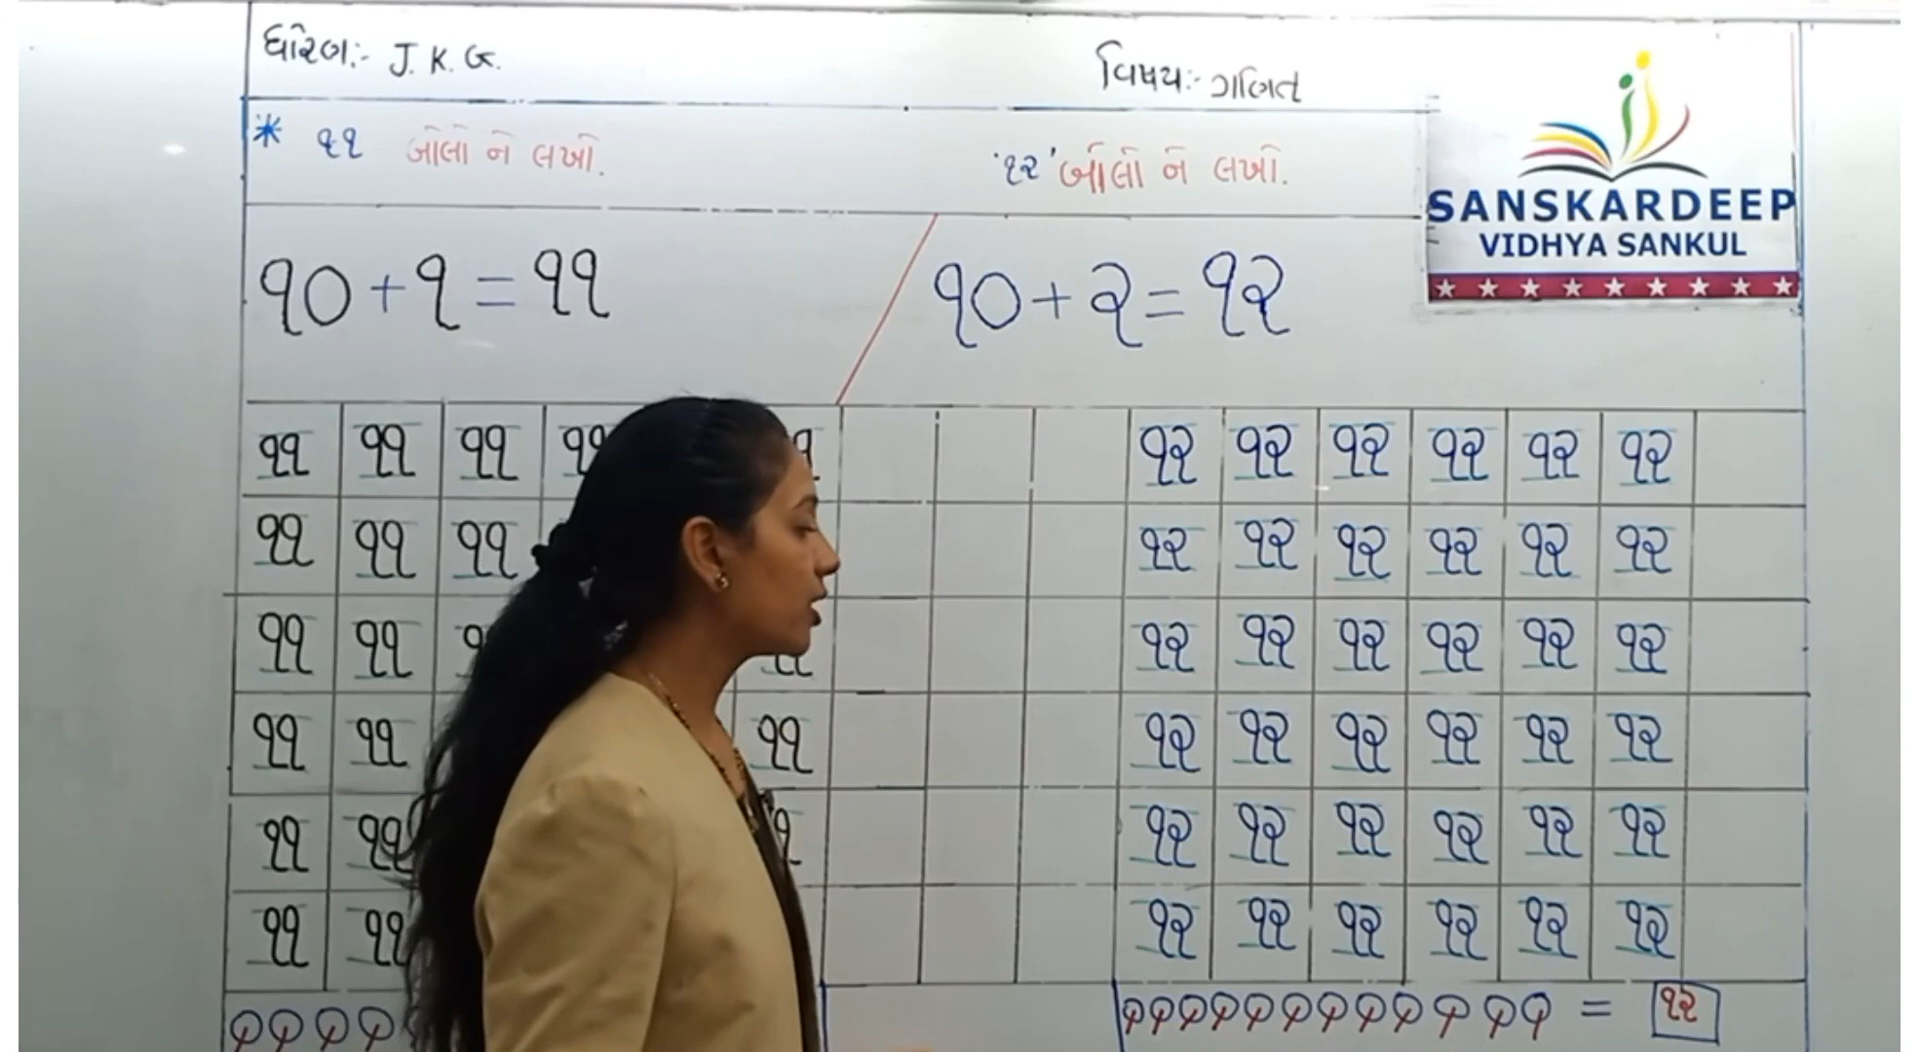 ધોરણ:- J. K. G.
વિષય:- ગણિત
* ૧૧ બોલો ને લખો.
'૧૨' બોલો ને લખો.
SANSKARDEEP
VIDHYA SANKUL
૧૦ + ૧ = ૧૧
૧૦ + ૨ = ૧૨
૧૧ ૧૧ ૧૧ ૧૧ ૧૨ ૧૨ ૧૨ ૧૨ ૧૨ ૧૨
૧૧ ૧૧ ૧૧ ૧૨ ૧૨ ૧૨ ૧૨ ૧૨ ૧૨
૧૧ ૧૧ ૧૨ ૧૨ ૧૨ ૧૨ ૧૨ ૧૨
૧૧ ૧૧ ૧૧ ૧૨ ૧૨ ૧૨ ૧૨ ૧૨ ૧૨
૧૧ ૧૧ ૧૨ ૧૨ ૧૨ ૧૨ ૧૨ ૧૨
૧૧ ૧૧ ૧૨ ૧૨ ૧૨ ૧૨ ૧૨ ૧૨
= ૧૨